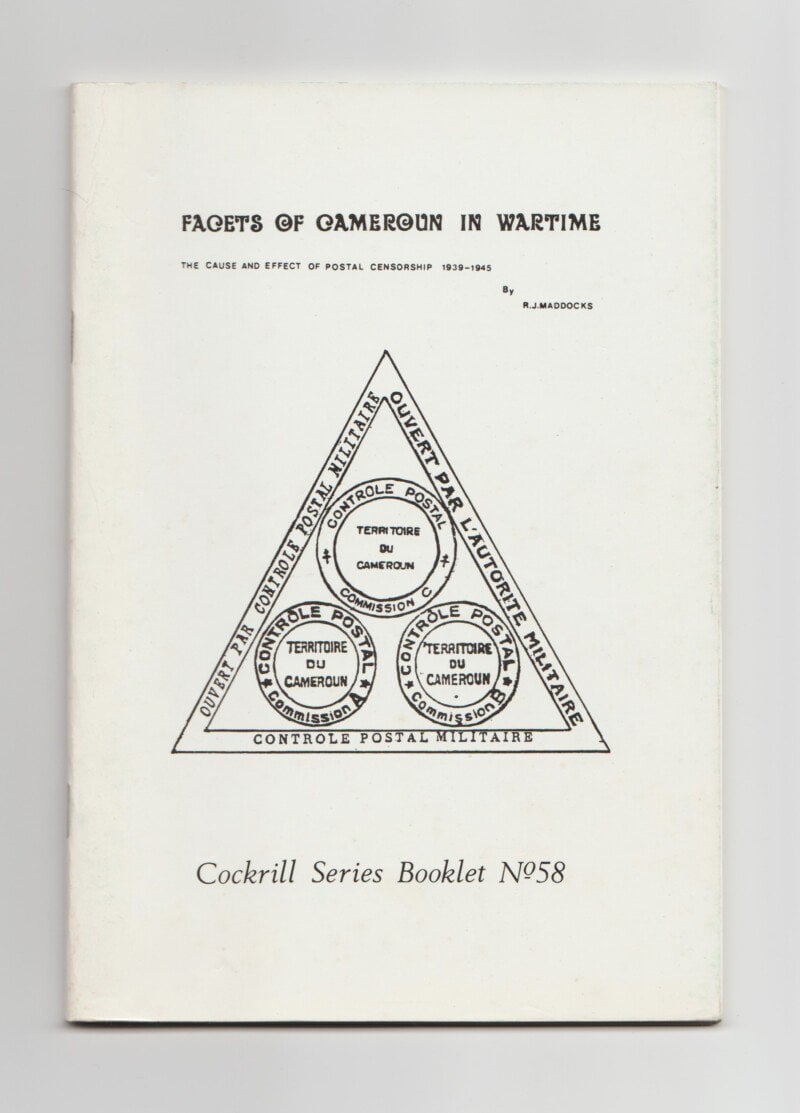 FACETS OF CAMEROUN IN WARTIME
THE CAUSE AND EFFECT OF POSTAL CENSORSHIP 1939-1945
By
R.J.MADDOCKS
OUVERT PAR CONTROLE POSTAL MILITAIRE
OUVERT PAR L'AUTORITE MILITAIRE
CONTROLE POSTAL
TERRITOIRE
DU
CAMEROUN
COMMISSION C
CONTRÔLE POSTAL
TERRITOIRE
DU
CAMEROUN
Commission A
CONTRÔLE POSTAL
TERRITOIRE
DU
CAMEROUN
Commission B
CONTROLE POSTAL MILITAIRE
Cockrill Series Booklet Nº58